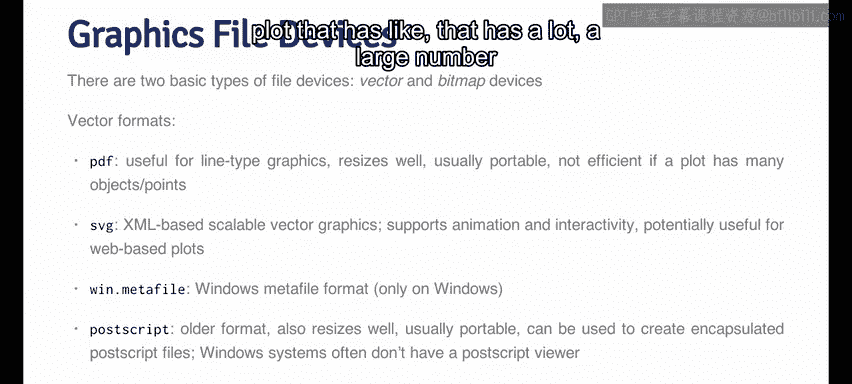 GPT中英字幕课程资源@bilibili.com
Graphics File Devices
plot that has like, that has a lot, a
large number
There are two basic types of file devices: vector and bitmap devices
Vector formats:
· pdf: useful for line-type graphics, resizes well, usually portable, not efficient if a plot has many
objects/points
· svg: XML-based scalable vector graphics; supports animation and interactivity, potentially useful for
web-based plots
· win.metafile: Windows metafile format (only on Windows)
· postscript: older format, also resizes well, usually portable, can be used to create encapsulated
postscript files; Windows systems often don't have a postscript viewer